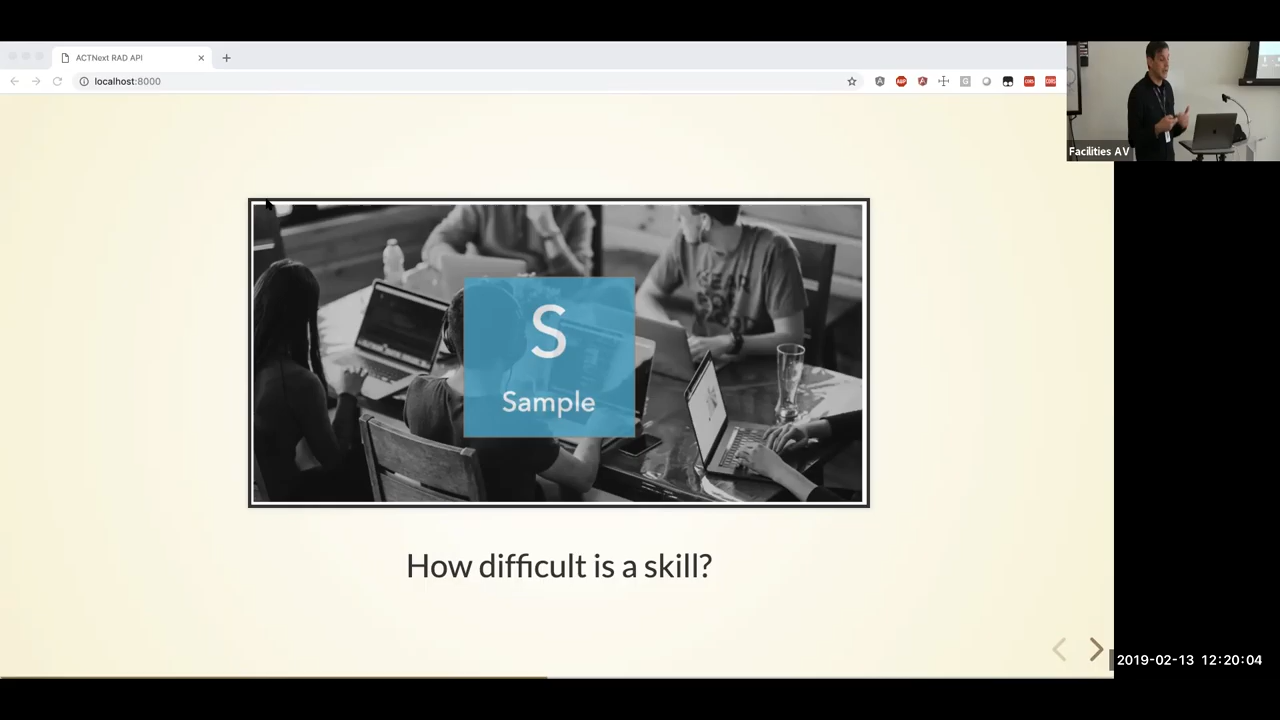 ACTNext RAD API
localhost:8000
Facilities AV
S
Sample
How difficult is a skill?
2019-02-13 12:20:04